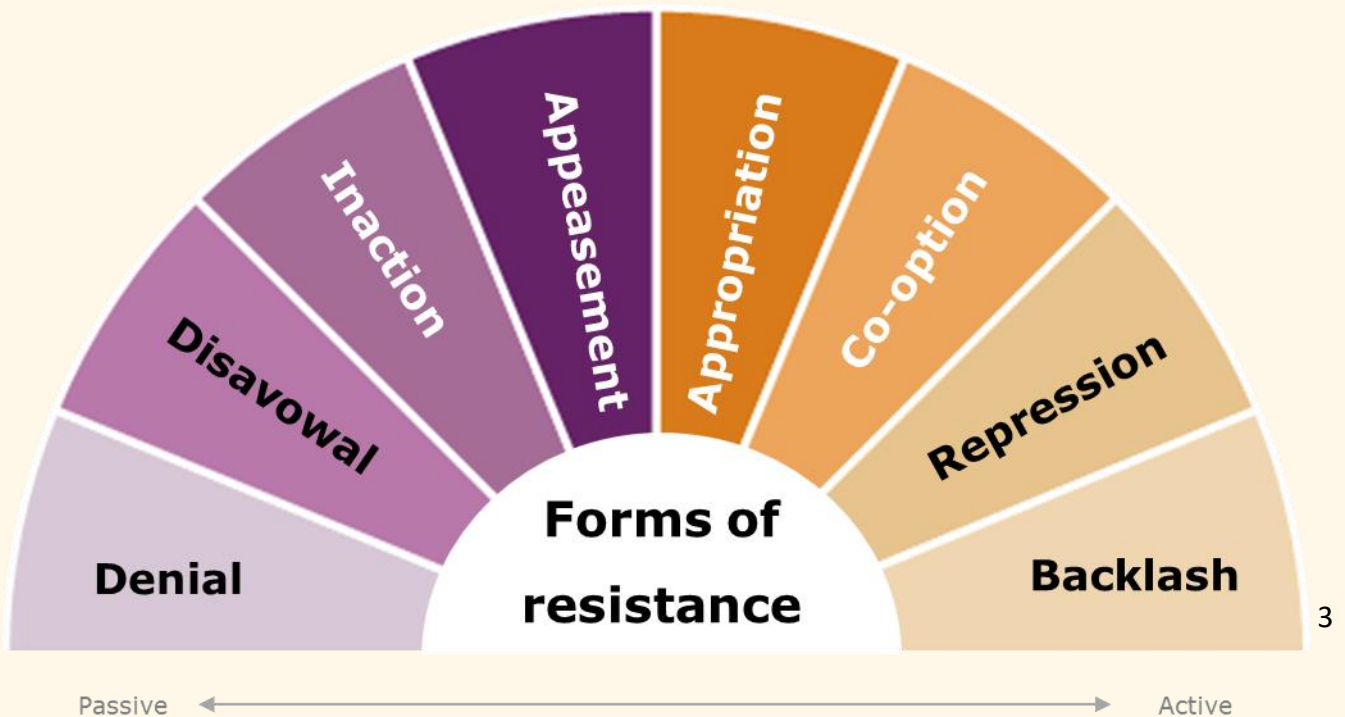 Denial
Disavowal
Inaction
Appeasement
Appropriation
Co-option
Repression
Backlash
Forms of
resistance
3
Passive
Active